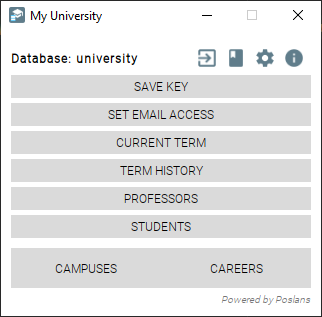 My University
Database: university
SAVE KEY
SET EMAIL ACCESS
CURRENT TERM
TERM HISTORY
PROFESSORS
STUDENTS
CAMPUSES CAREERS
Powered by Poslans